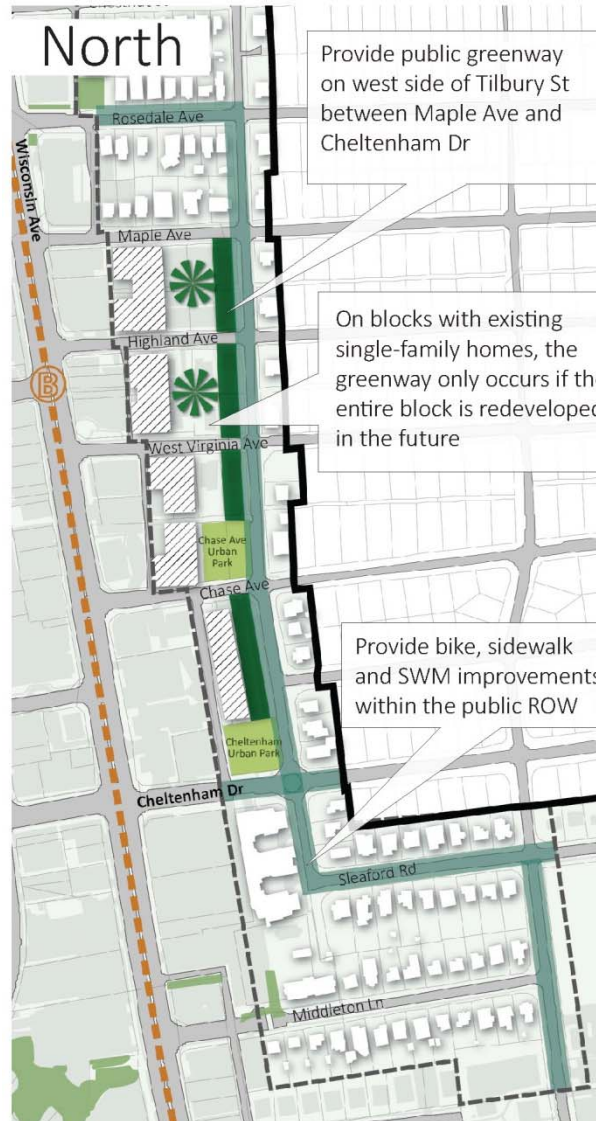 North
Provide public greenway
on west side of Tilbury St
between Maple Ave and
Cheltenham Dr
Rosedale Ave
Wisconsin Ave
Maple Ave
Highland Ave
On blocks with existing
single-family homes, the
greenway only occurs if the
entire block is redeveloped
in the future
B
West Virginia Ave
Chase Ave
Urban
Park
Chase Ave
Provide bike, sidewalk
and SWM improvements
within the public ROW
Cheltenham
Urban Park
Cheltenham Dr
Sleaford Rd
Middleton Ln